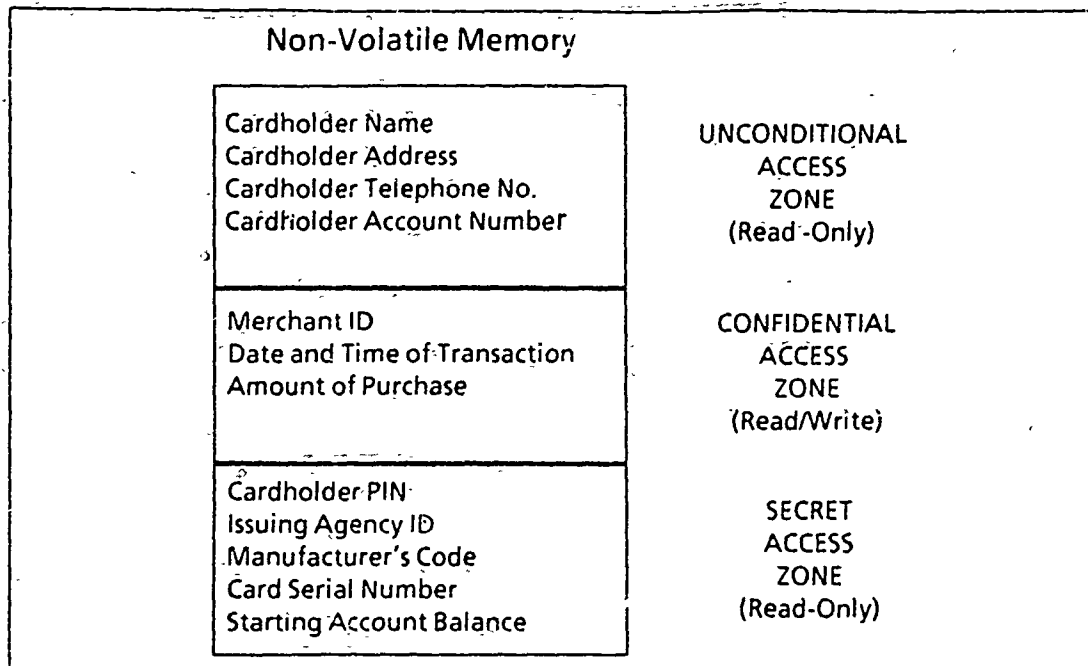 Non-Volatile Memory
Cardholder Name
Cardholder Address
Cardholder Telephone No.
Cardholder Account Number
UNCONDITIONAL
ACCESS
ZONE
(Read-Only)
Merchant ID
Date and Time of Transaction
Amount of Purchase
CONFIDENTIAL
ACCESS
ZONE
(Read/Write)
Cardholder PIN
Issuing Agency ID
Manufacturer's Code
Card Serial Number
Starting Account Balance
SECRET
ACCESS
ZONE
(Read-Only)